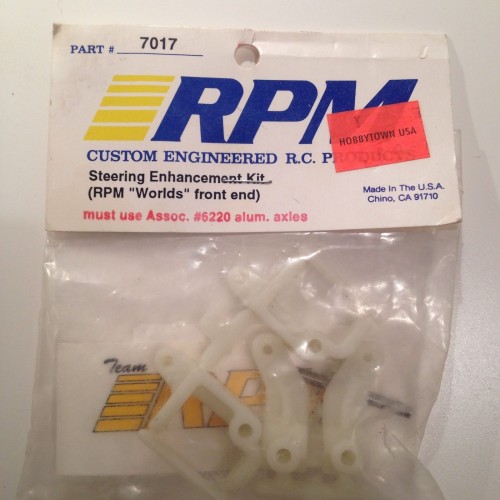 PART # 7017
RPM
Y
HOBBYTOWN USA
CUSTOM ENGINEERED R.C. PRODUCTS
Steering Enhancement Kit
(RPM "Worlds" front end)
Made In The U.S.A.
Chino, CA 91710
must use Assoc. #6220 alum. axles
Team
RPM